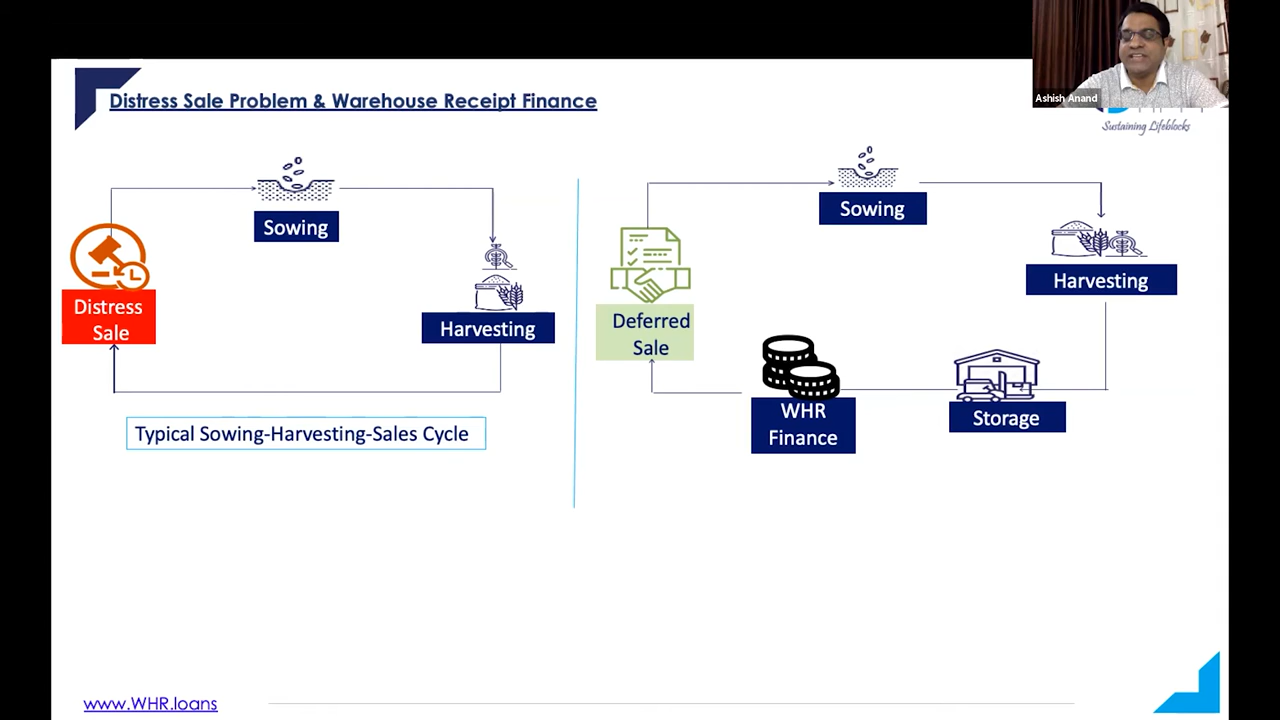 Ashish Anand
Distress Sale Problem & Warehouse Receipt Finance
Sustaining Lifeblocks
Sowing
Distress
Sale
Harvesting
Typical Sowing-Harvesting-Sales Cycle
Sowing
Harvesting
Deferred
Sale
WHR
Finance
Storage
www.WHR.loans